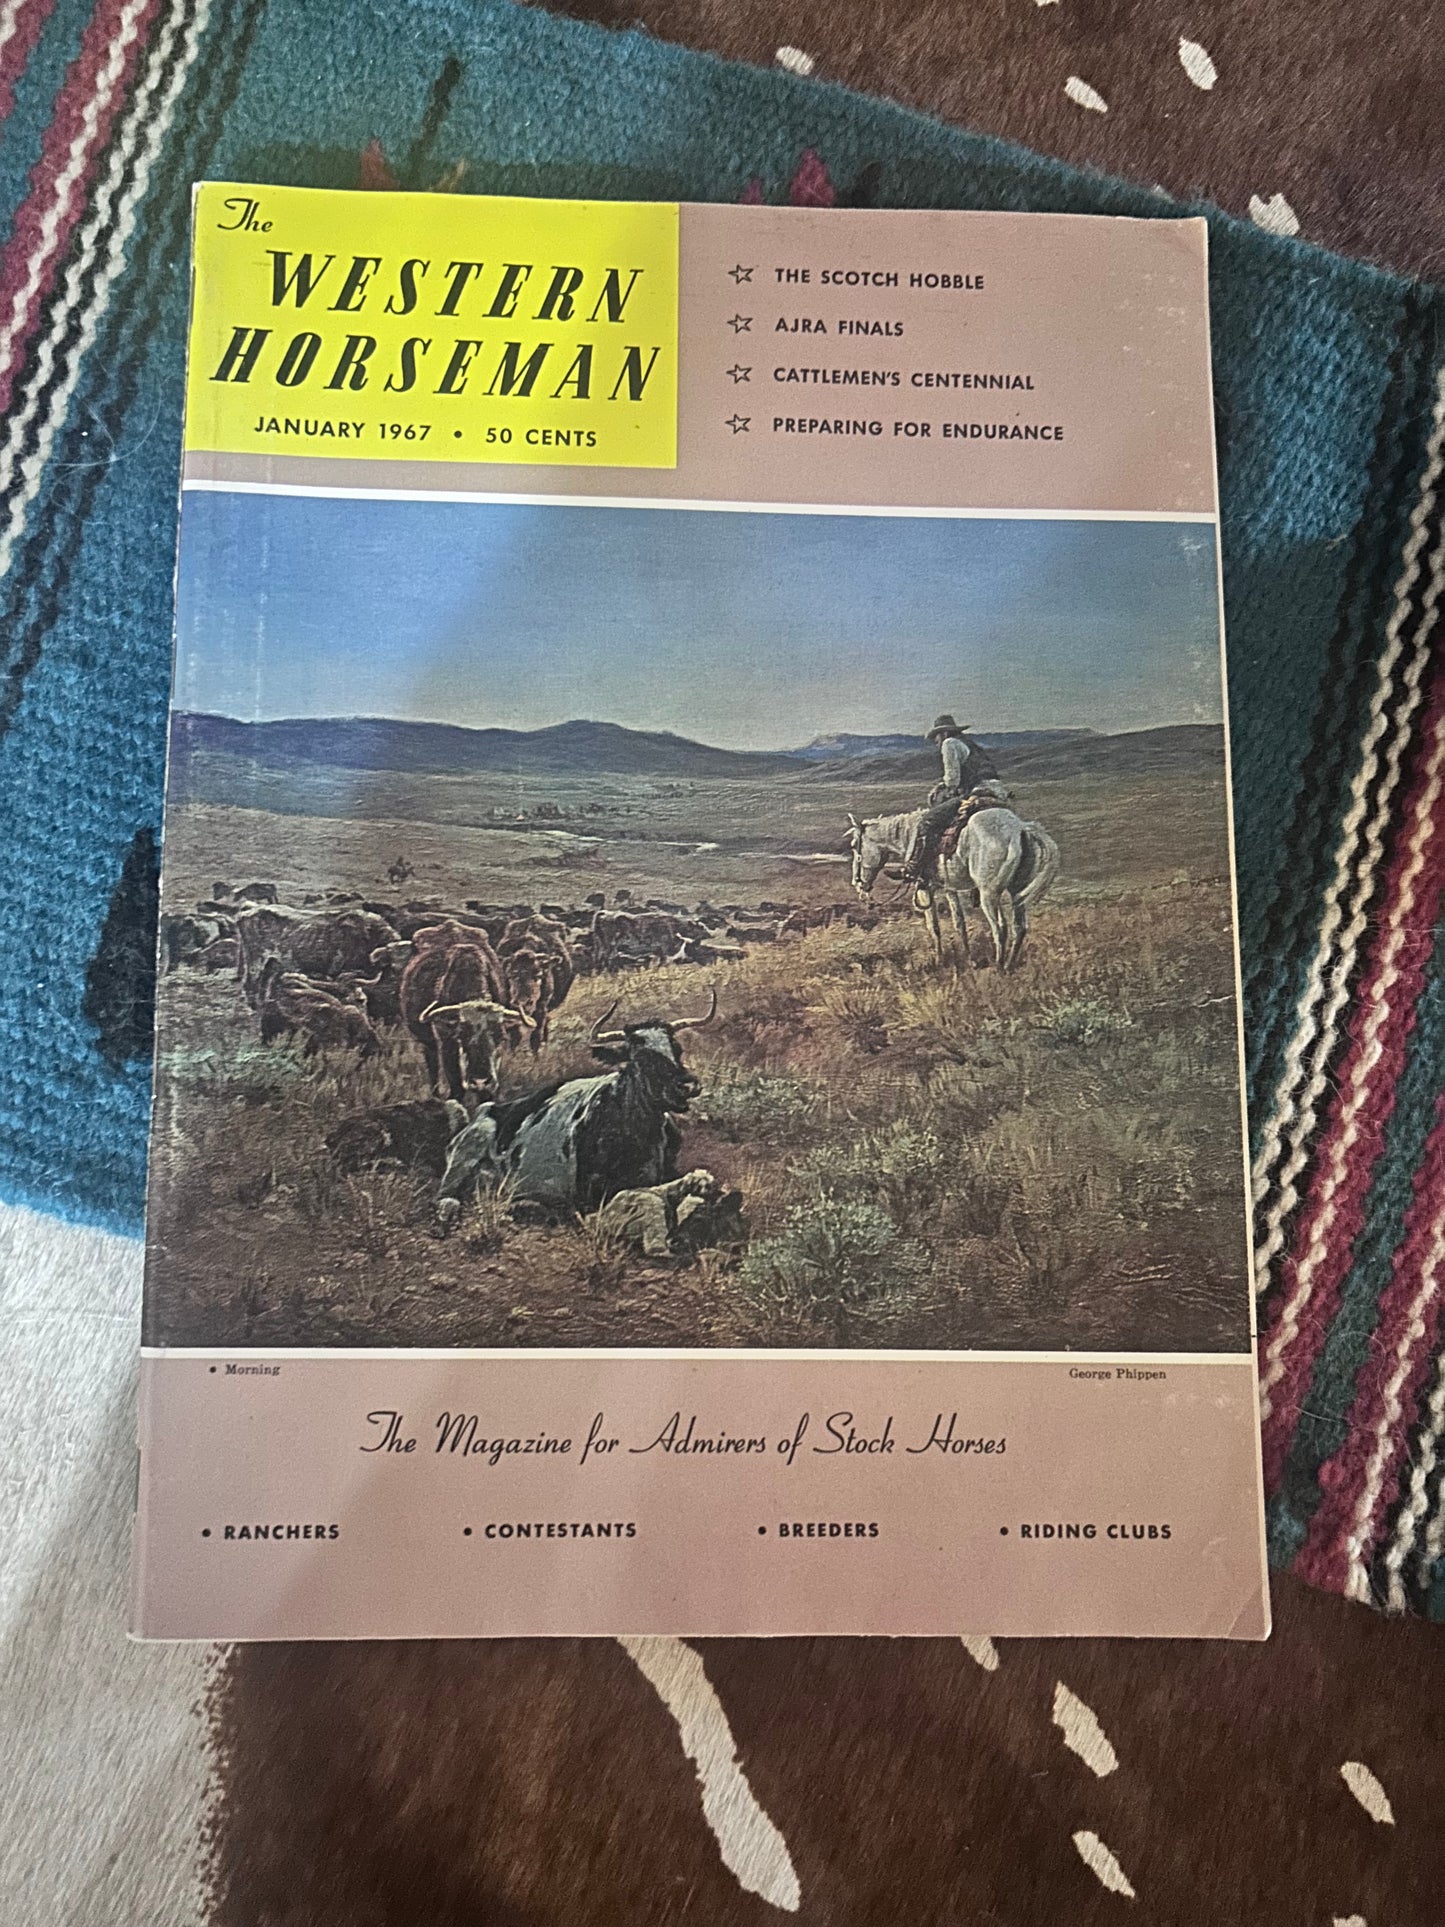 The
WESTERN
HORSEMAN
JANUARY 1967 • 50 CENTS
☆ THE SCOTCH HOBBLE
☆ AJRA FINALS
☆ CATTLEMEN'S CENTENNIAL
☆ PREPARING FOR ENDURANCE
• Morning
George Phippen
The Magazine for Admirers of Stock Horses
• RANCHERS • CONTESTANTS • BREEDERS • RIDING CLUBS